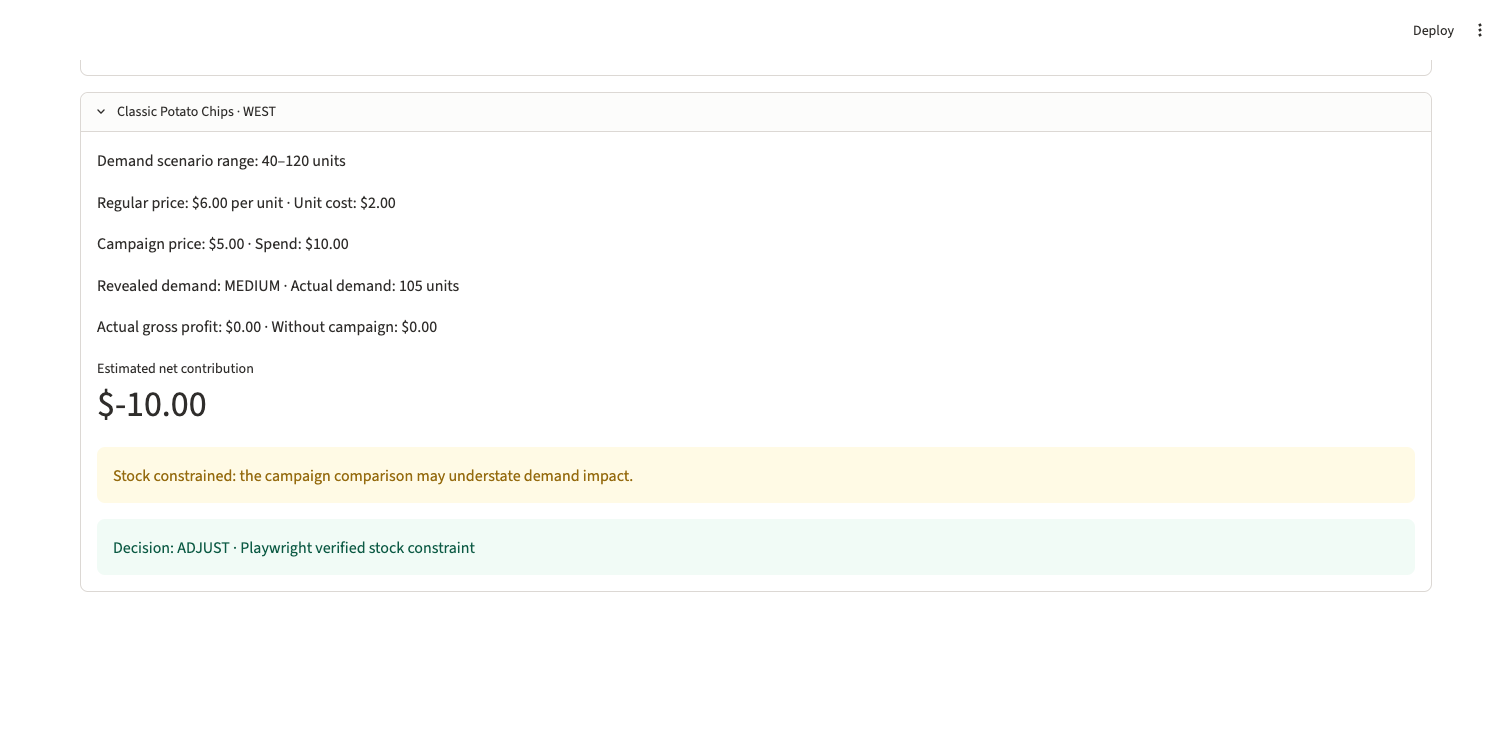 Deploy
Classic Potato Chips · WEST
Demand scenario range: 40–120 units
Regular price: $6.00 per unit · Unit cost: $2.00
Campaign price: $5.00 · Spend: $10.00
Revealed demand: MEDIUM · Actual demand: 105 units
Actual gross profit: $0.00 · Without campaign: $0.00
Estimated net contribution
$-10.00
Stock constrained: the campaign comparison may understate demand impact.
Decision: ADJUST · Playwright verified stock constraint